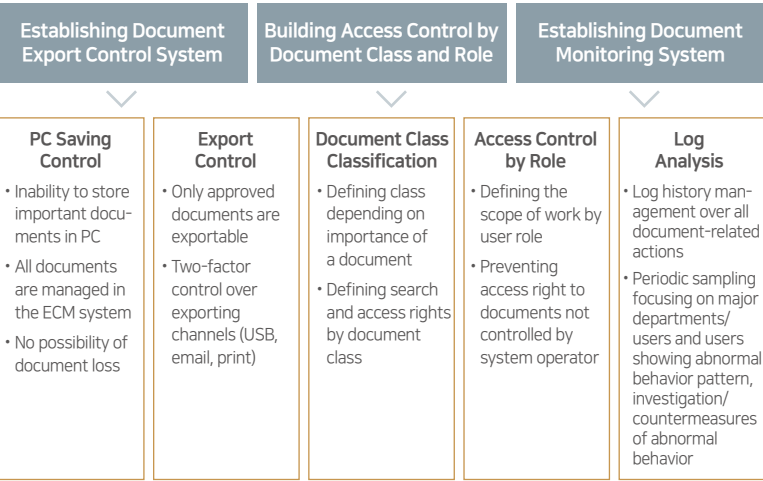 Establishing Document
Export Control System
Building Access Control by
Document Class and Role
Establishing Document
Monitoring System
PC Saving
Control
• Inability to store
important docu-
ments in PC
• All documents
are managed in
the ECM system
• No possibility of
document loss
Export
Control
• Only approved
documents are
exportable
• Two-factor
control over
exporting
channels (USB,
email, print)
Document Class
Classification
• Defining class
depending on
importance of
a document
• Defining search
and access rights
by document
class
Access Control
by Role
• Defining the
scope of work by
user role
• Preventing
access right to
documents not
controlled by
system operator
Log
Analysis
• Log history man-
agement over all
document-related
actions
• Periodic sampling
focusing on major
departments/
users and users
showing abnormal
behavior pattern,
investigation/
countermeasures
of abnormal
behavior